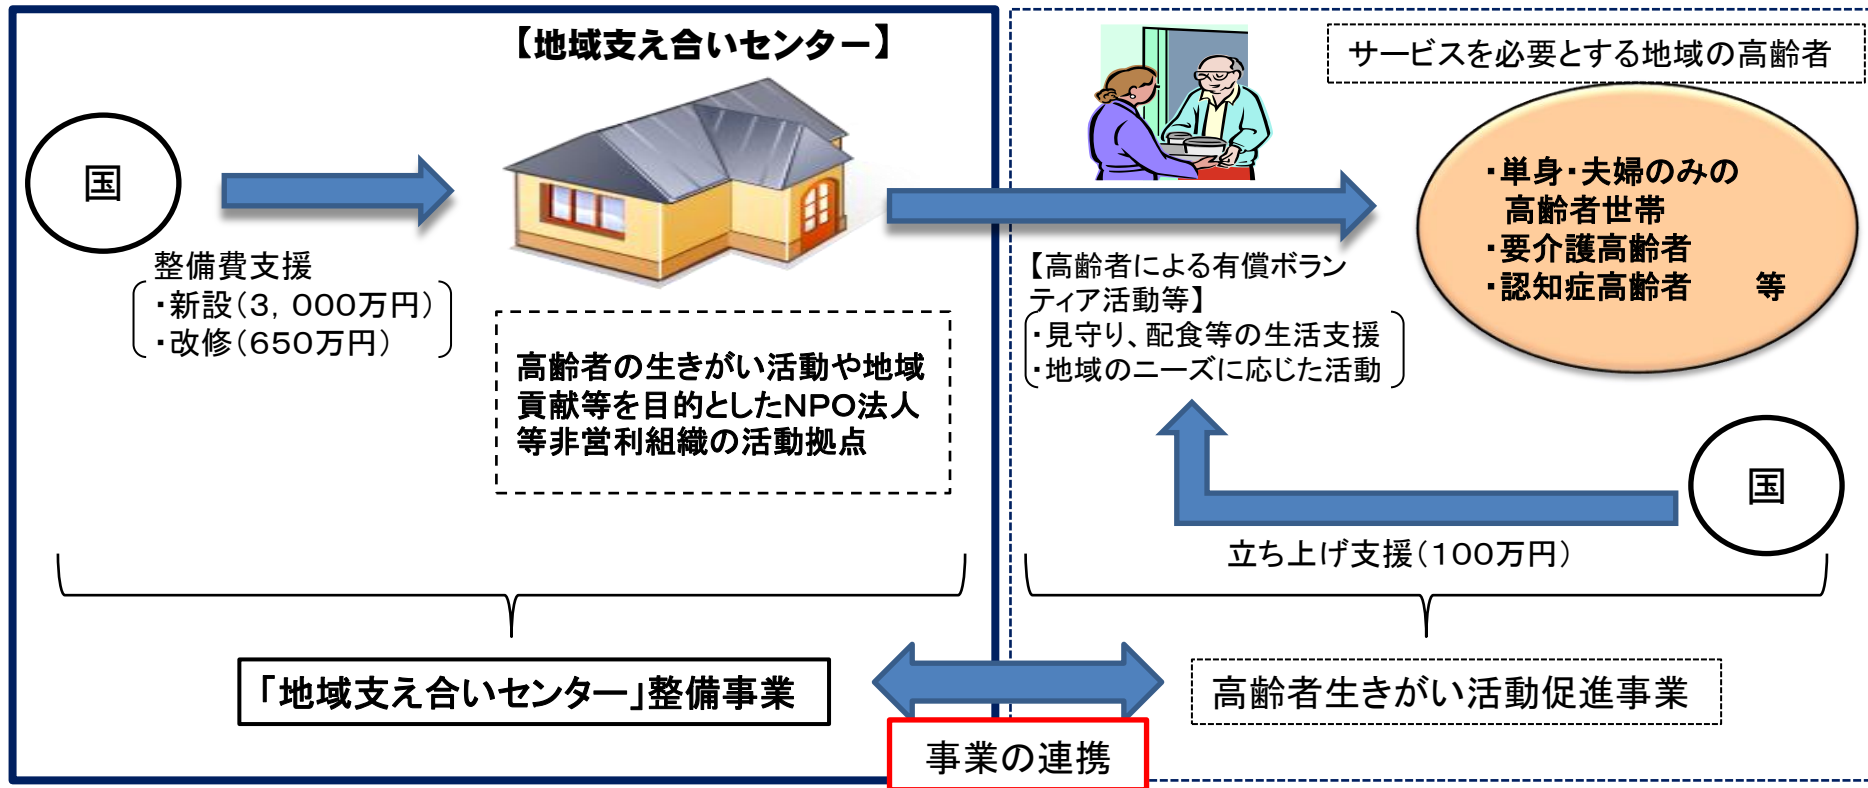 【地域支え合いセンター】
国
整備費支援
・新設（3，000万円）
・改修（650万円）
高齢者の生きがい活動や地域
貢献等を目的としたNPO法人
等非営利組織の活動拠点
「地域支え合いセンター」整備事業
サービスを必要とする地域の高齢者
・単身・夫婦のみの
高齢者世帯
・要介護高齢者
・認知症高齢者　　等
【高齢者による有償ボラン
ティア活動等】
・見守り、配食等の生活支援
・地域のニーズに応じた活動
国
立ち上げ支援（100万円）
高齢者生きがい活動促進事業
事業の連携